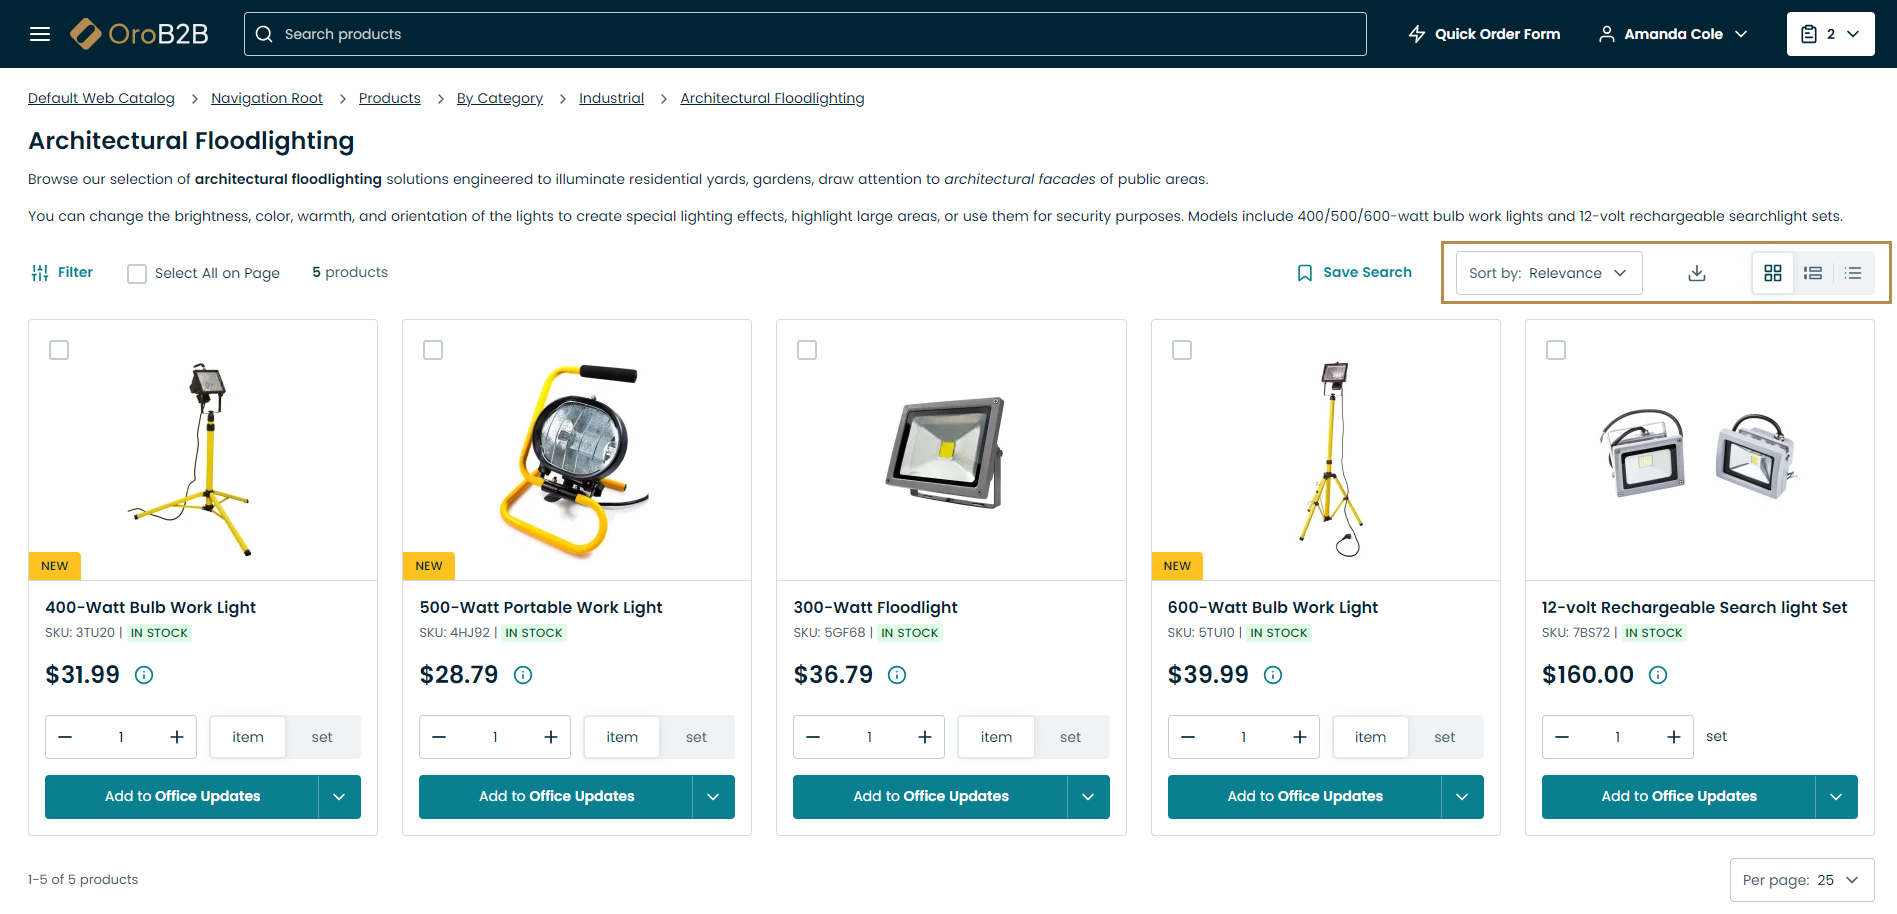 OroB2B
Search products
Quick Order Form
Amanda Cole
2
Default Web Catalog > Navigation Root > Products > By Category > Industrial > Architectural Floodlighting
Architectural Floodlighting
Browse our selection of architectural floodlighting solutions engineered to illuminate residential yards, gardens, draw attention to architectural facades of public areas.
You can change the brightness, color, warmth, and orientation of the lights to create special lighting effects, highlight large areas, or use them for security purposes. Models include 400/500/600-watt bulb work lights and 12-volt rechargeable searchlight sets.
Filter
Select All on Page
5 products
Save Search
Sort by: Relevance
NEW
400-Watt Bulb Work Light
SKU: 3TU20 | IN STOCK
$31.99
1
item
set
Add to Office Updates
NEW
500-Watt Portable Work Light
SKU: 4HJ92 | IN STOCK
$28.79
1
item
set
Add to Office Updates
300-Watt Floodlight
SKU: 5GF68 | IN STOCK
$36.79
1
item
set
Add to Office Updates
NEW
600-Watt Bulb Work Light
SKU: 5TU10 | IN STOCK
$39.99
1
item
set
Add to Office Updates
12-volt Rechargeable Search light Set
SKU: 7BS72 | IN STOCK
$160.00
1
set
Add to Office Updates
1-5 of 5 products
Per page: 25